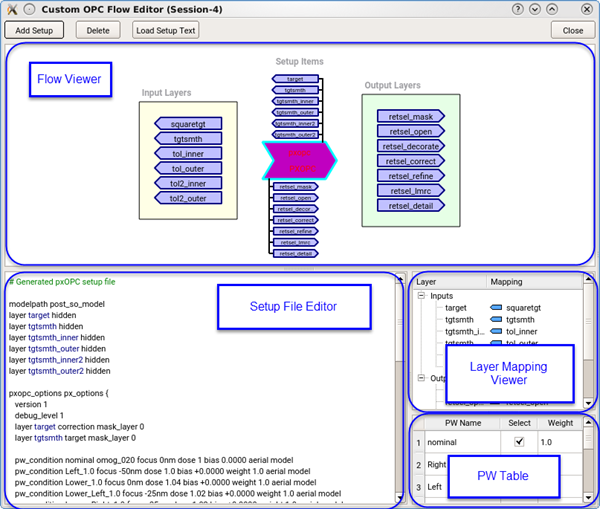 Custom OPC Flow Editor (Session-4)
Add Setup
Delete
Load Setup Text
Close
Flow Viewer
Input Layers
squaretgt
tgtsmth
tol_inner
tol_outer
tol2_inner
tol2_outer
Setup Items
target
tgtsmth
tgtsmth_inner
tgtsmth_outer
tgtsmth_inner2
tgtsmth_outer2
retsel_mask
retsel_open
retsel_decor...
retsel_correct
retsel_refine
retsel_lmrc
retsel_detail
Output Layers
retsel_mask
retsel_open
retsel_decorate
retsel_correct
retsel_refine
retsel_lmrc
retsel_detail
# Generated pxOPC setup file
modelpath post_so_model
layer target hidden
layer tgtsmth hidden
layer tgtsmth_inner hidden
layer tgtsmth_outer hidden
layer tgtsmth_inner2 hidden
layer tgtsmth_outer2 hidden
pxopc_options px_options {
version 1
debug_level 1
layer target correction mask_layer 0
layer tgtsmth target mask_layer 0
pw_condition nominal omog_020 focus 0nm dose 1 bias 0.0000 aerial model
pw_condition Left_1.0 focus -50nm dose 1.0 bias +0.0000 weight 1.0 aerial model
pw_condition Lower_1.0 focus 0nm dose 1.04 bias +0.0000 weight 1.0 aerial model
pw_condition Lower_Left_1.0 focus -25nm dose 1.02 bias +0.0000 weight 1.0 aerial model
Setup File Editor
Layer Mapping
Inputs
target squaretgt
tgtsmth tgtsmth
tgtsmth_i... tol_inner
Layer Mapping
Viewer
PW Name Select Weight
1 nominal 1.0
2 Right
3 Left
PW Table